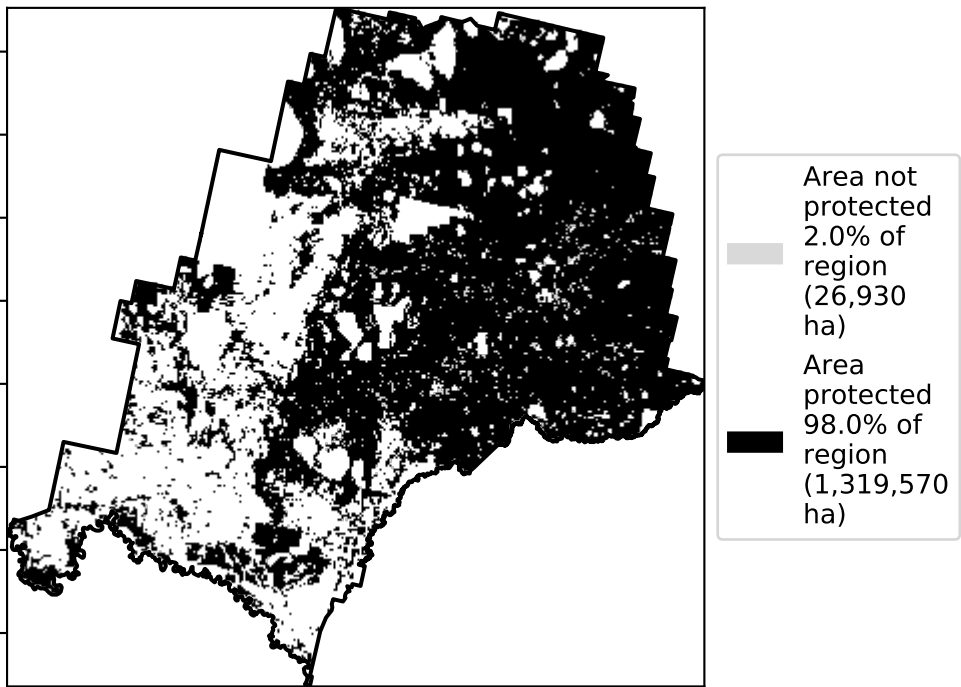 Area not
protected
2.0% of
region
(26,930
ha)
Area
protected
98.0% of
region
(1,319,570
ha)